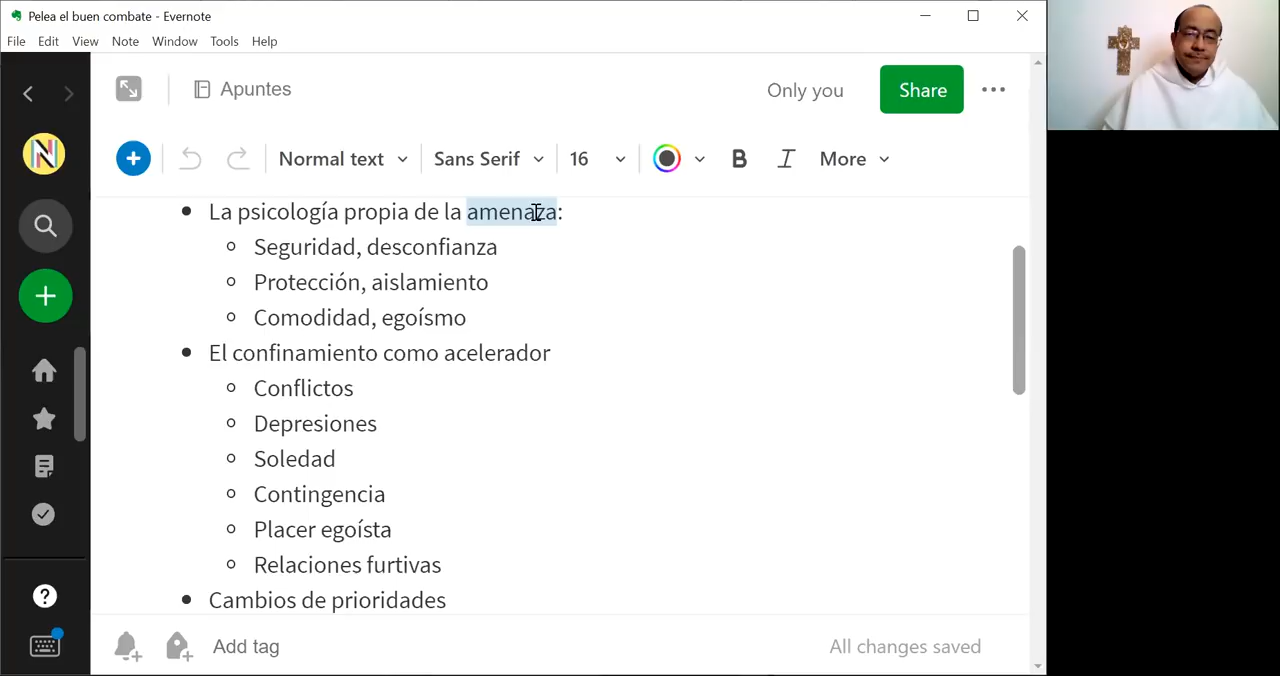 Pelea el buen combate - Evernote
File Edit View Note Window Tools Help
Apuntes
Only you
Share
Normal text
Sans Serif
16
B
I
More
N
• La psicología propia de la amenaza:
○ Seguridad, desconfianza
○ Protección, aislamiento
○ Comodidad, egoísmo
• El confinamiento como acelerador
○ Conflictos
○ Depresiones
○ Soledad
○ Contingencia
○ Placer egoísta
○ Relaciones furtivas
• Cambios de prioridades
Add tag
All changes saved